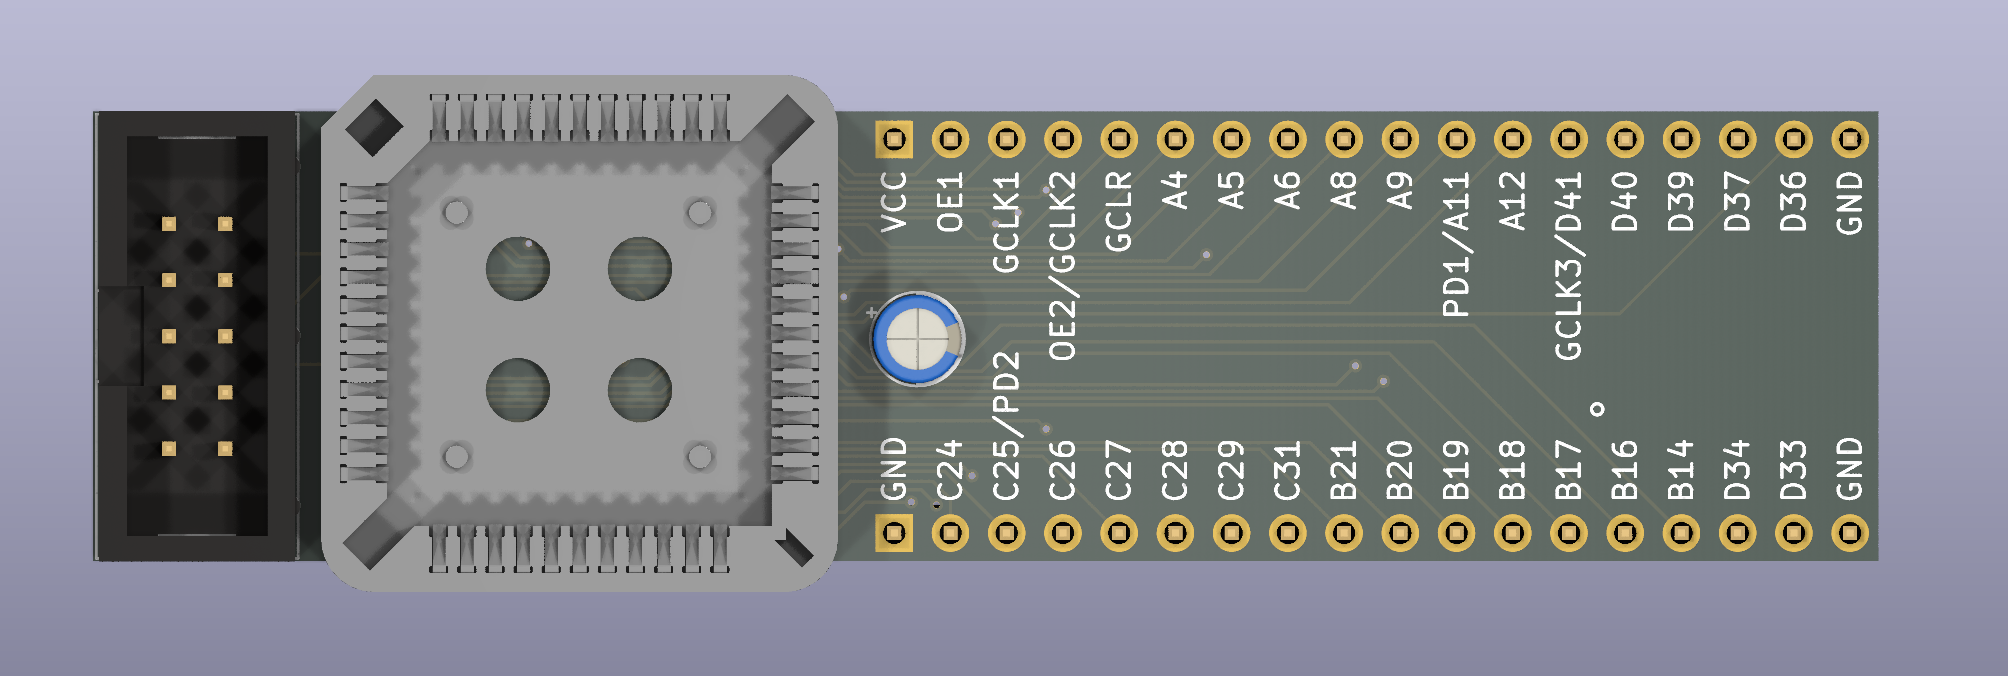 VCC
OE1
GCLK1
OE2/GCLK2
GCLR
A4
A5
A6
A8
A9
PD1/A11
A12
GCLK3/D41
D40
D39
D37
D36
GND
+
GND
C24
C25/PD2
C26
C27
C28
C29
C31
B21
B20
B19
B18
B17
B16
B14
D34
D33
GND